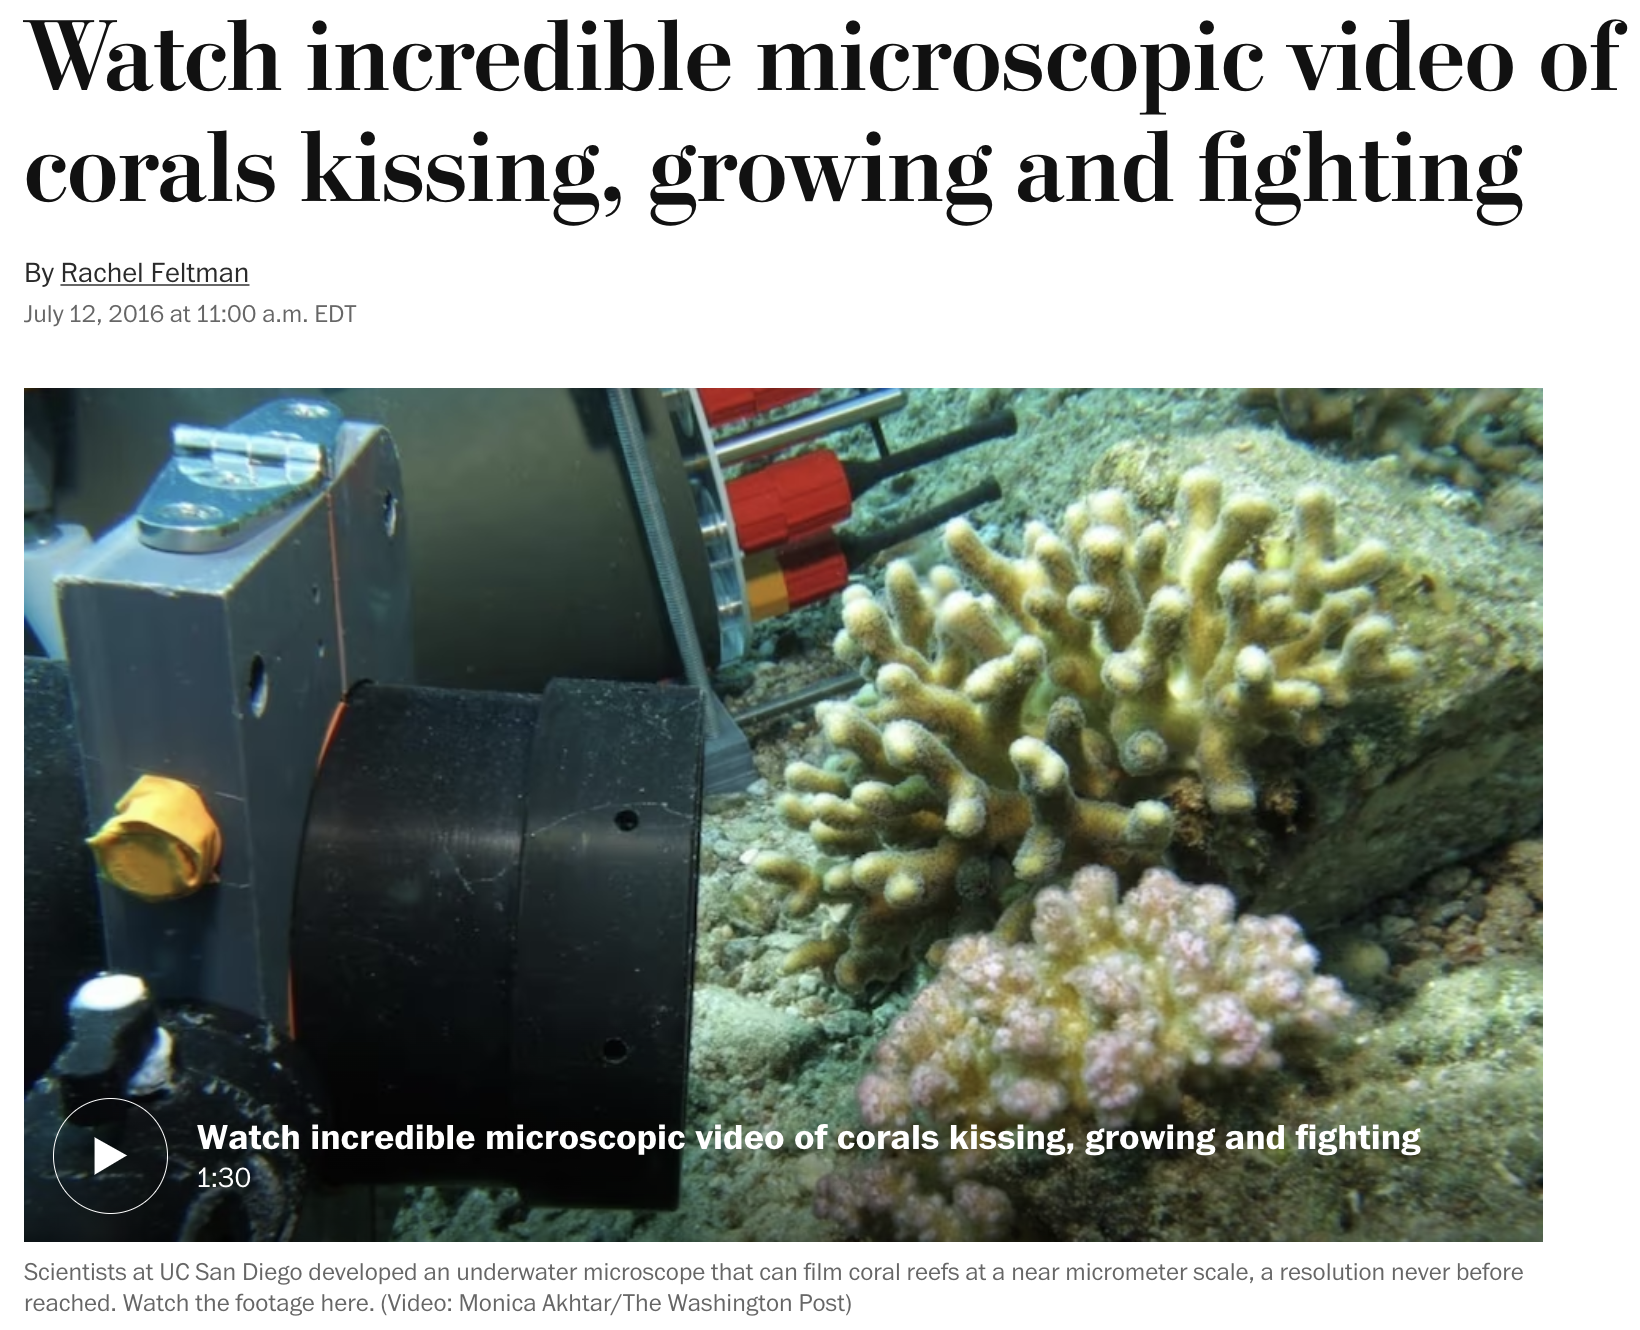 Watch incredible microscopic video of
corals kissing, growing and fighting
By Rachel Feltman
July 12, 2016 at 11:00 a.m. EDT
Watch incredible microscopic video of corals kissing, growing and fighting
1:30
Scientists at UC San Diego developed an underwater microscope that can film coral reefs at a near micrometer scale, a resolution never before
reached. Watch the footage here. (Video: Monica Akhtar/The Washington Post)